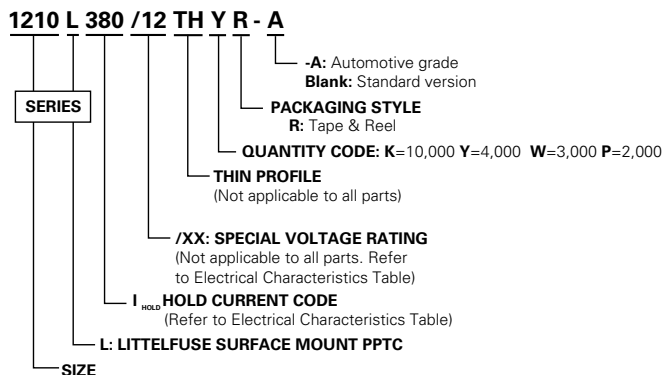 1210 L 380 /12 TH Y R - A
-A: Automotive grade
Blank: Standard version
SERIES
PACKAGING STYLE
R: Tape & Reel
QUANTITY CODE: K=10,000 Y=4,000 W=3,000 P=2,000
THIN PROFILE
(Not applicable to all parts)
/XX: SPECIAL VOLTAGE RATING
(Not applicable to all parts. Refer
to Electrical Characteristics Table)
I HOLD HOLD CURRENT CODE
(Refer to Electrical Characteristics Table)
L: LITTELFUSE SURFACE MOUNT PPTC
SIZE